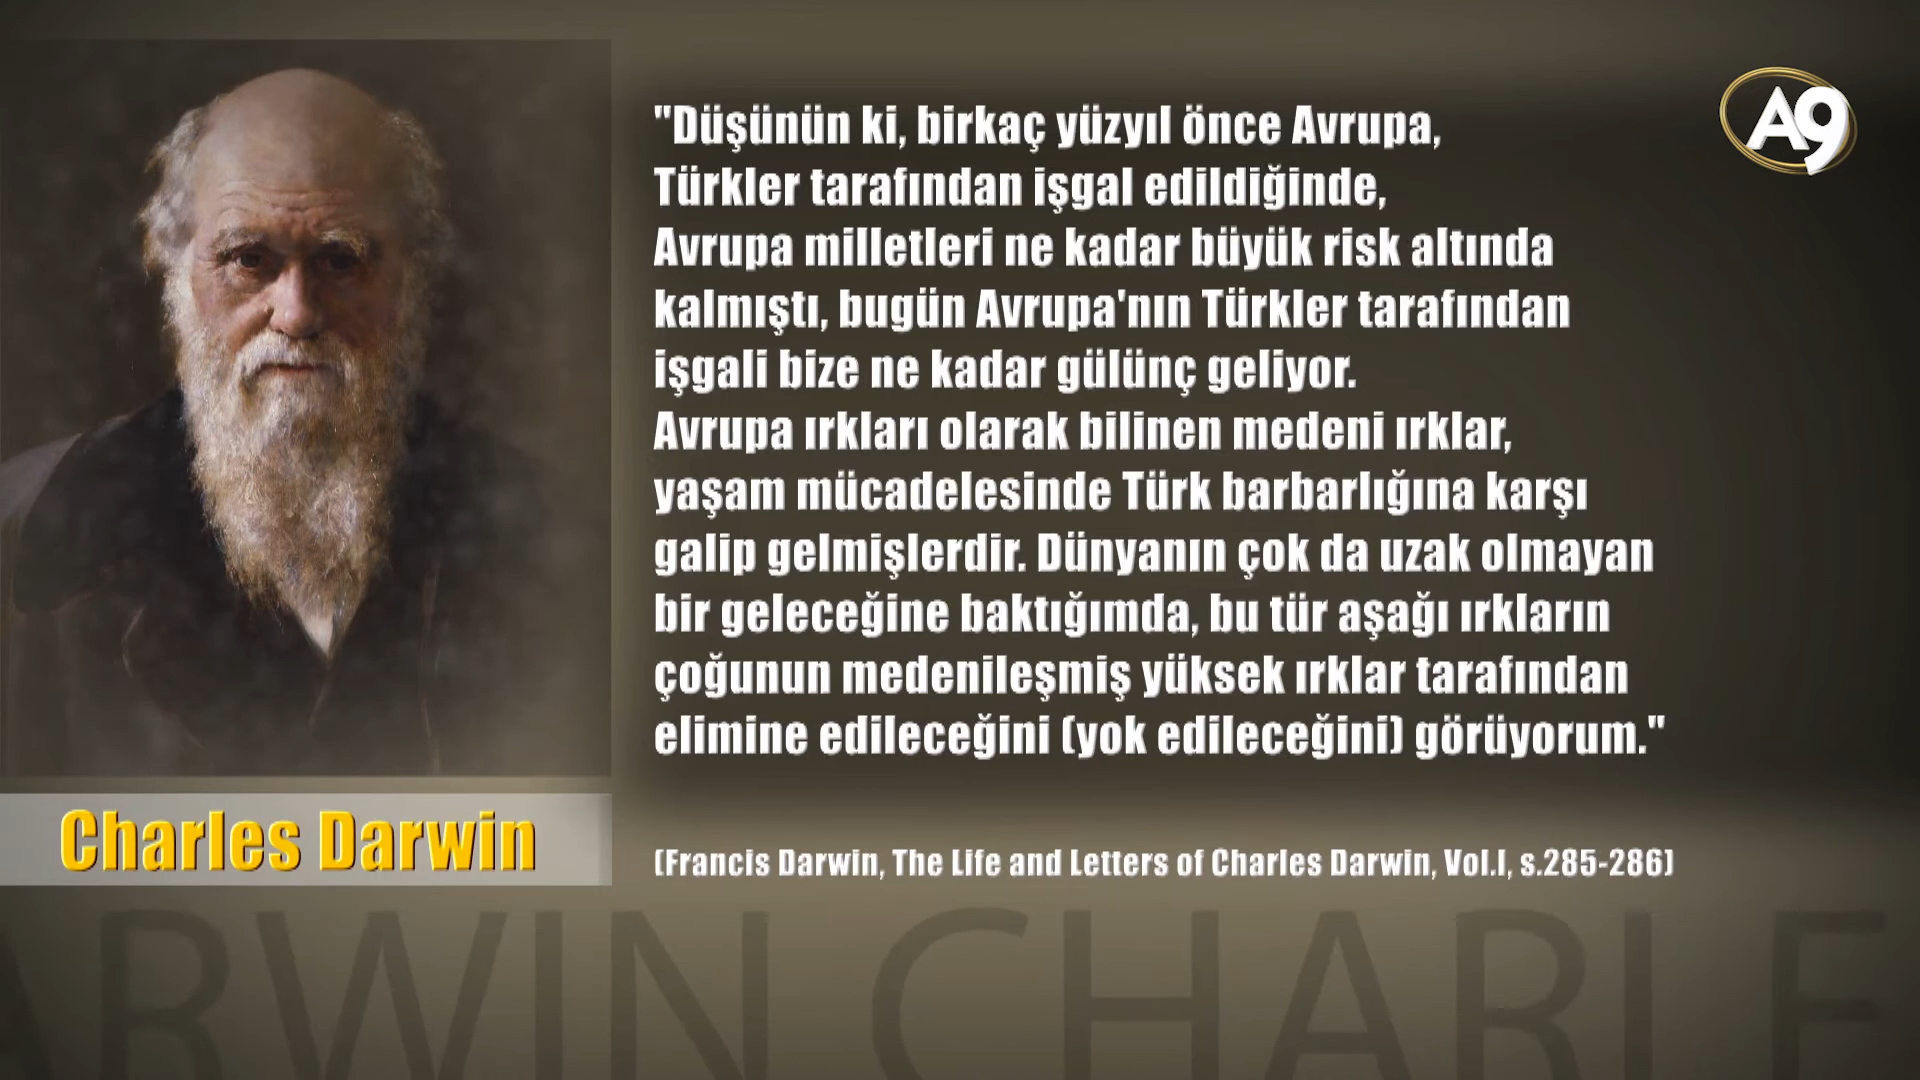 A9
"Düşünün ki, birkaç yüzyıl önce Avrupa,
Türkler tarafından işgal edildiğinde,
Avrupa milletleri ne kadar büyük risk altında
kalmıştı, bugün Avrupa'nın Türkler tarafından
işgali bize ne kadar gülünç geliyor.
Avrupa ırkları olarak bilinen medeni ırklar,
yaşam mücadelesinde Türk barbarlığına karşı
galip gelmişlerdir. Dünyanın çok da uzak olmayan
bir geleceğine baktığımda, bu tür aşağı ırkların
çoğunun medenileşmiş yüksek ırklar tarafından
elimine edileceğini (yok edileceğini) görüyorum."
Charles Darwin
(Francis Darwin, The Life and Letters of Charles Darwin, Vol.I, s.285-286)
ARWIN CHARLE